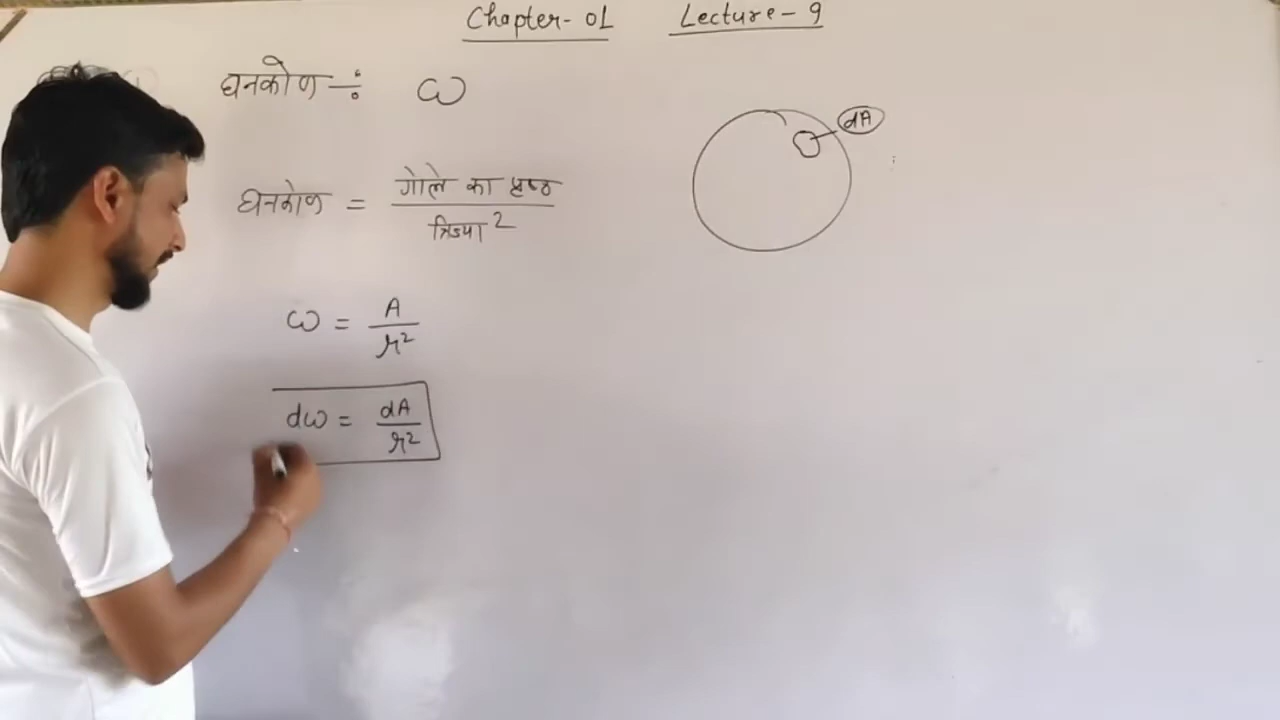 Chapter- 01 Lecture - 9
घनकोण ÷ ω
dA
घनकोण = गोले का पृष्ठ / त्रिज्या ²
ω = A / r²
dω = dA / r²